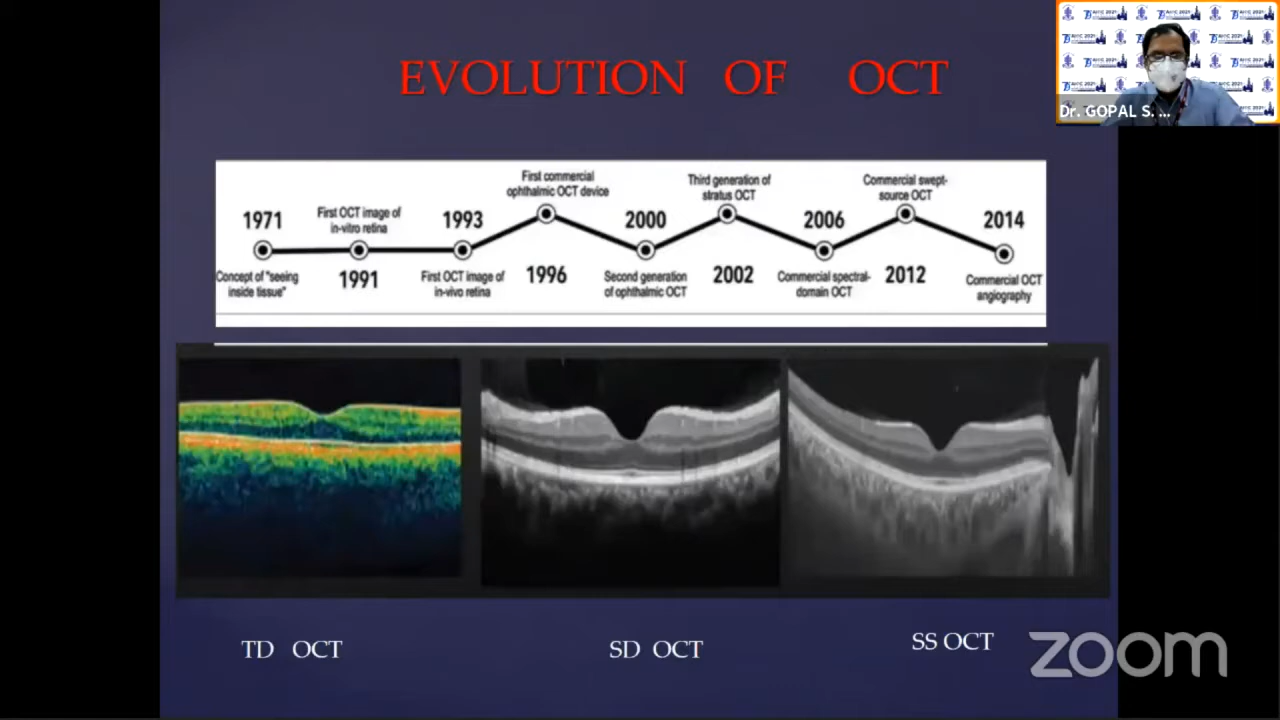 EVOLUTION OF OCT
Dr. GOPAL S. ...
1971
Concept of "seeing
inside tissue"
First OCT image of
in-vitro retina
1991
1993
First OCT image of
in-vivo retina
First commercial
ophthalmic OCT device
1996
2000
Second generation
of ophthalmic OCT
Third generation of
stratus OCT
2002
2006
Commercial spectral-
domain OCT
Commercial swept-
source OCT
2012
2014
Commercial OCT
angiography
TD OCT
SD OCT
SS OCT
zoom